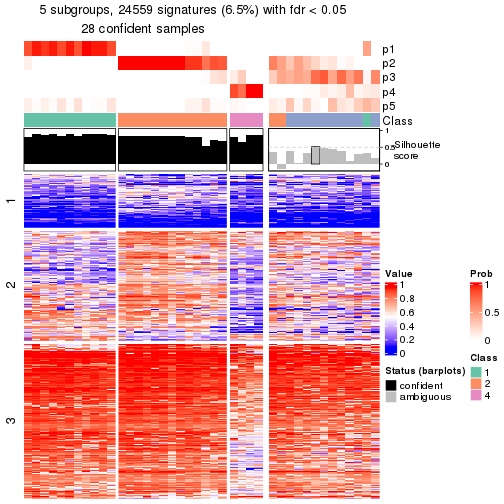 5 subgroups, 24559 signatures (6.5%) with fdr < 0.05
28 confident samples
p1
p2
p3
p4
p5
Class
1
0.5
0
Silhouette
score
1
2
3
Value
1
0.8
0.6
0.4
0.2
0
Prob
1
0.5
0
Status (barplots)
confident
ambiguous
Class
1
2
4